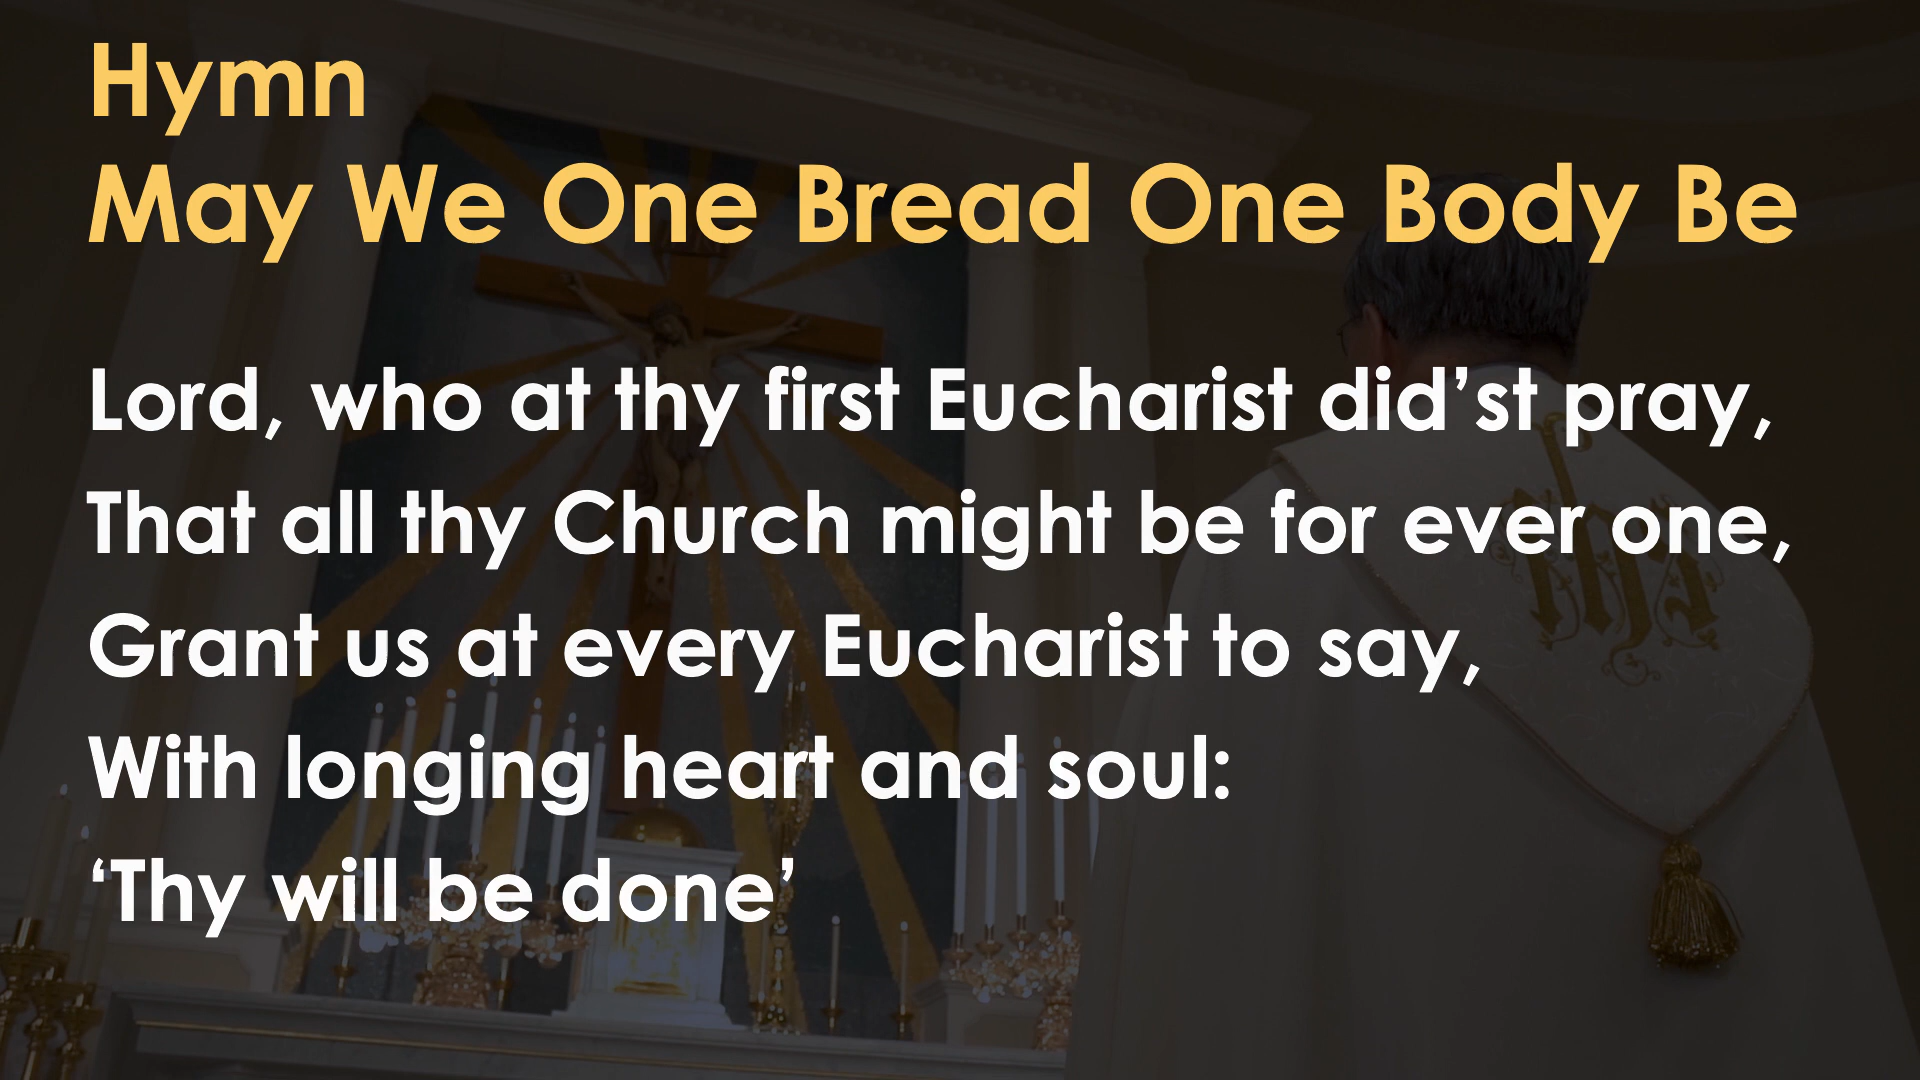 Hymn
May We One Bread One Body Be
Lord, who at thy first Eucharist did’st pray,
That all thy Church might be for ever one,
Grant us at every Eucharist to say,
With longing heart and soul:
‘Thy will be done’